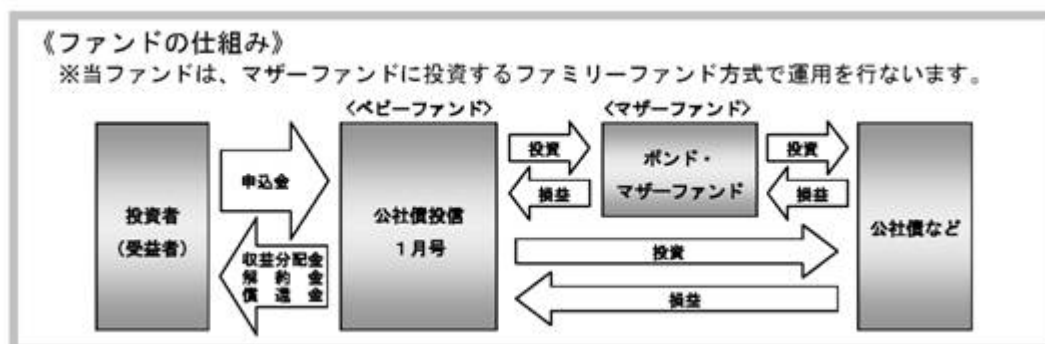 《ファンドの仕組み》
※当ファンドは、マザーファンドに投資するファミリーファンド方式で運用を行ないます。
〈ベビーファンド〉
〈マザーファンド〉
投資者
(受益者)
申込金
収益分配金
解約金
償還金
公社債投信
1月号
投資
損益
ボンド・
マザーファンド
投資
損益
投資
損益
公社債など